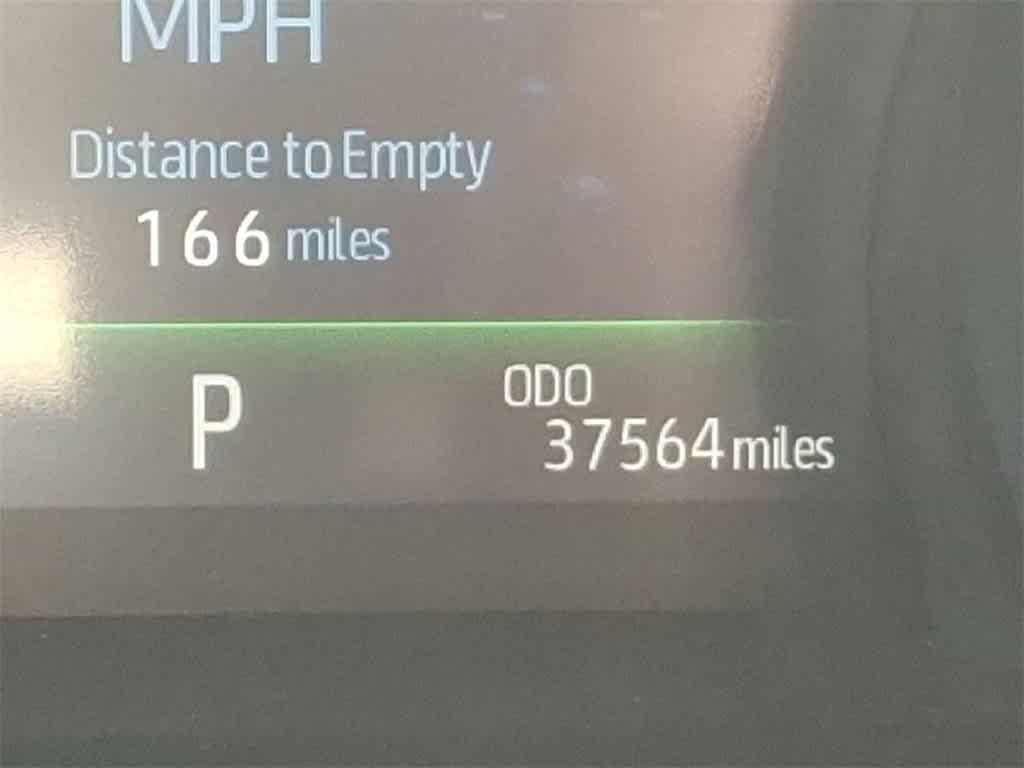 MPH
Distance to Empty
166 miles
P
ODO
37564 miles